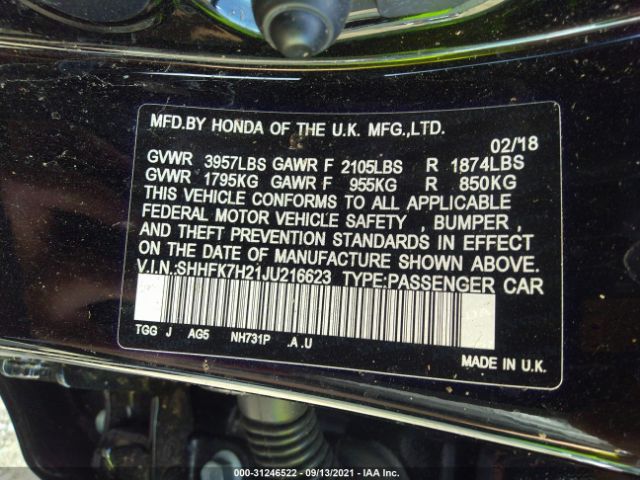 MFD.BY HONDA OF THE U.K. MFG.,LTD.
02/'18
GVWR 3957LBS GAWR F 2105LBS R 1874LBS
GVWR 1795KG GAWR F 955KG R 850KG
THIS VEHICLE CONFORMS TO ALL APPLICABLE
FEDERAL MOTOR VEHICLE SAFETY , BUMPER ,
AND THEFT PREVENTION STANDARDS IN EFFECT
ON THE DATE OF MANUFACTURE SHOWN ABOVE.
V.I.N.:SHHFK7H21JU216623 TYPE:PASSENGER CAR
TGG J AG5 NH731P .A .U
MADE IN U.K.
000-31246522 - 09/13/2021 - IAA Inc.